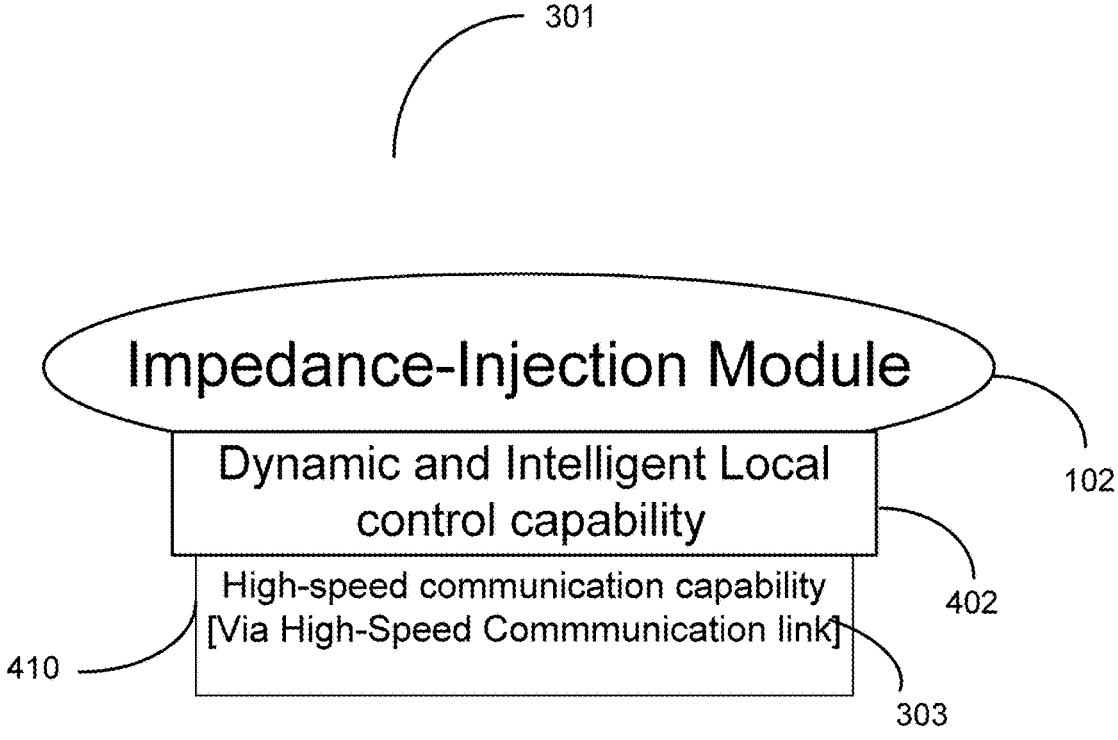 301
Impedance-Injection Module
102
Dynamic and Intelligent Local
control capability
402
High-speed communication capability
[Via High-Speed Commmunication link]
410
303